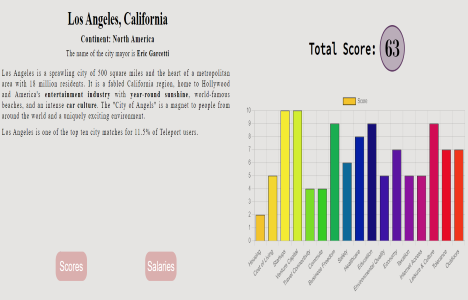 Los Angeles, California
Continent: North America
The name of the city mayor is Eric Garcetti
Los Angeles is a sprawling city of 500 square miles and the heart of a metropolitan
area with 18 million residents. It is a fabled California region, home to Hollywood
and America's entertainment industry with year-round sunshine, world-famous
beaches, and an intense car culture. The "City of Angels" is a magnet to people from
around the world and a uniquely exciting environment.
Los Angeles is one of the top ten city matches for 11.5% of Teleport users.
Scores
Salaries
Total Score: 63
Score
10
9
8
7
6
5
4
3
2
1
0
Housing
Cost of Living
Startups
Venture Capital
Travel Connectivity
Commute
Business Freedom
Safety
Healthcare
Education
Environmental Quality
Economy
Taxation
Internet Access
Leisure & Culture
Tolerance
Outdoors